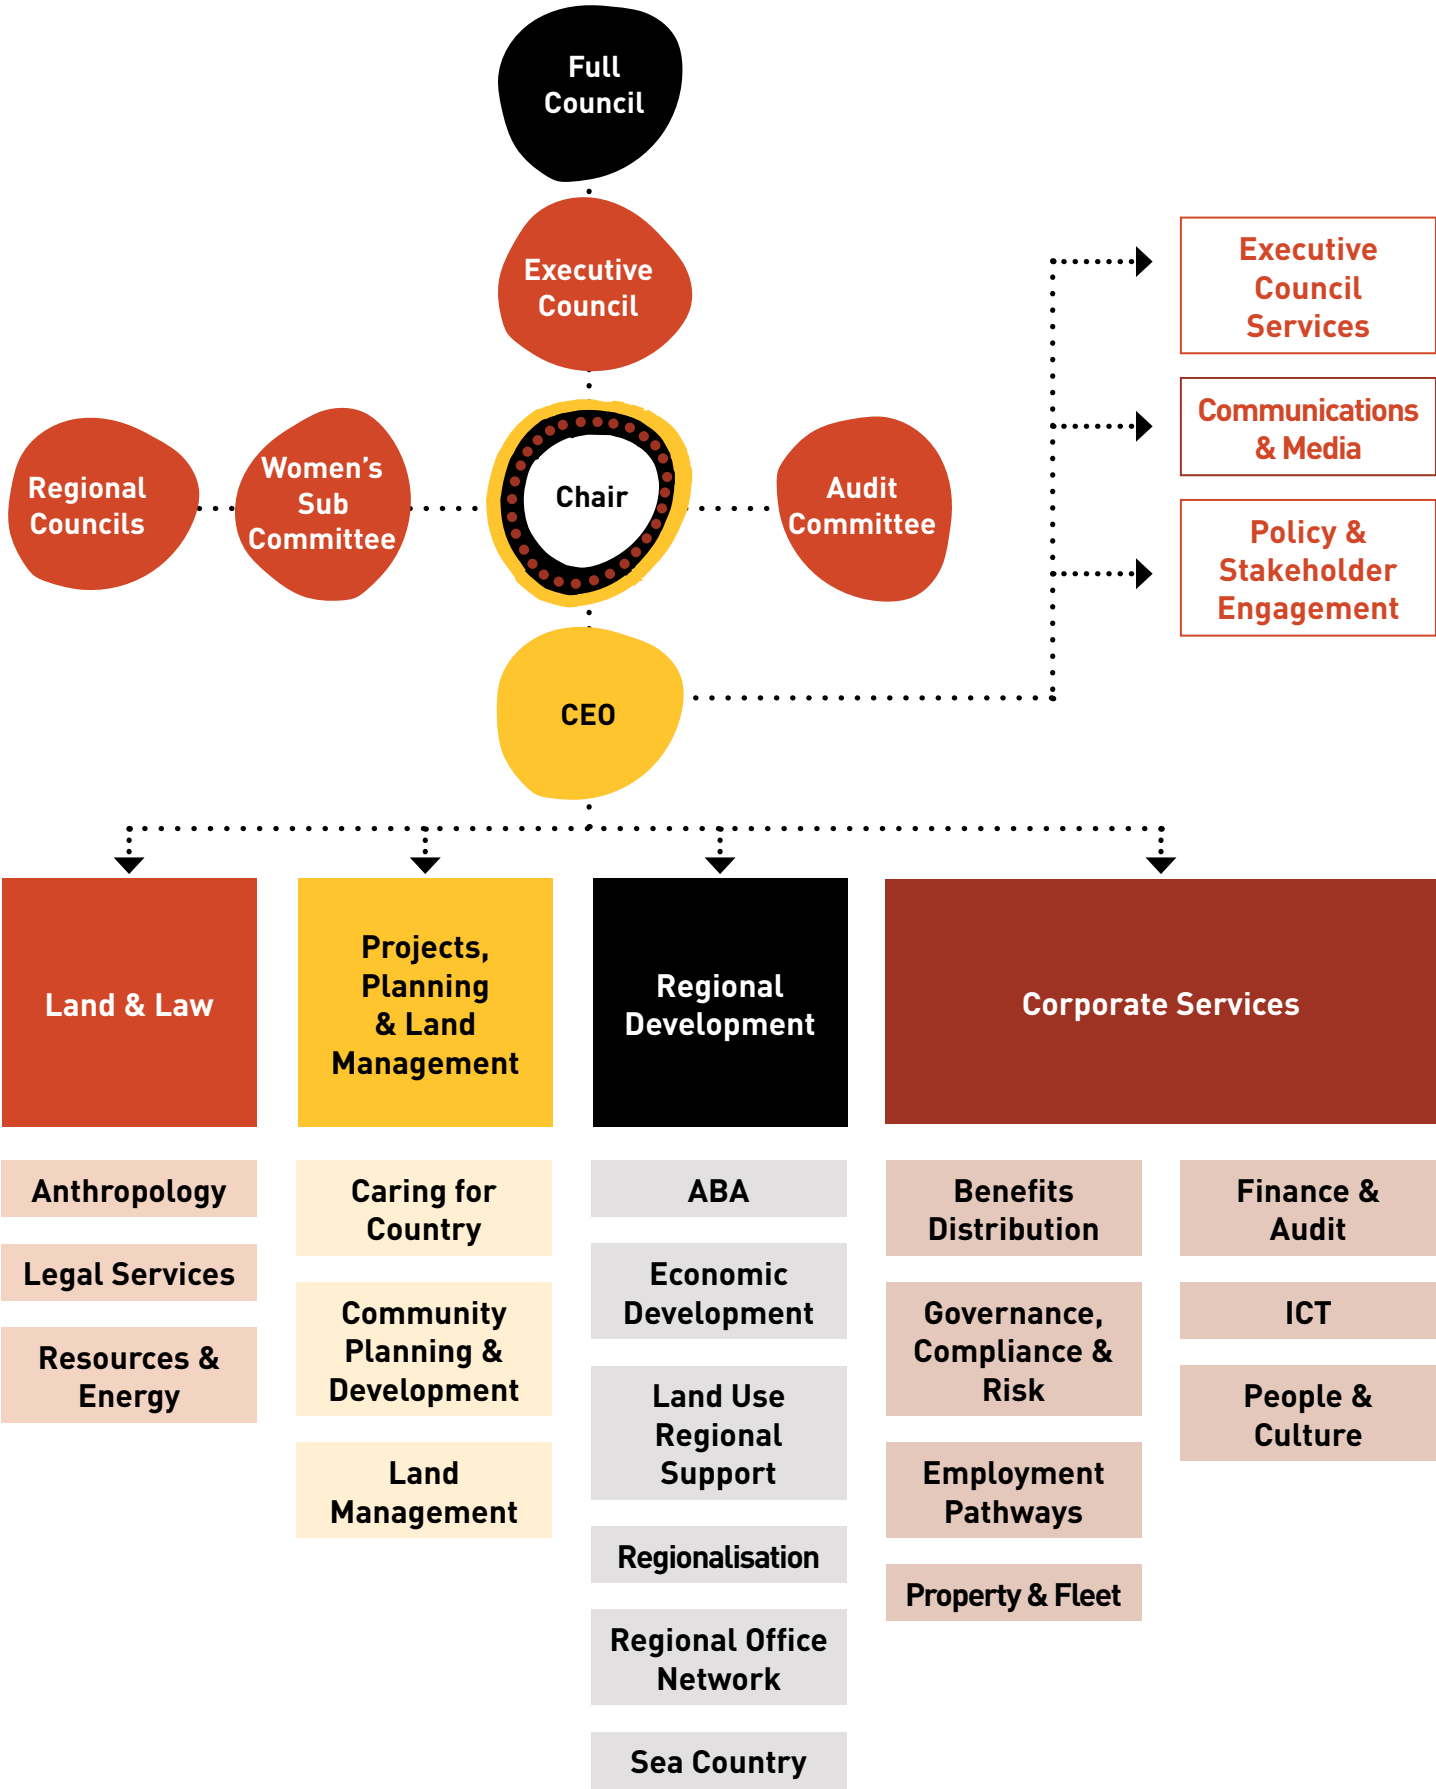 Full
Council
Executive
Council
Regional
Councils
Women’s
Sub
Committee
Chair
Audit
Committee
CEO
Executive
Council
Services
Communications
& Media
Policy &
Stakeholder
Engagement
Land & Law
Anthropology
Legal Services
Resources &
Energy
Projects,
Planning
& Land
Management
Caring for
Country
Community
Planning &
Development
Land
Management
Regional
Development
ABA
Economic
Development
Land Use
Regional
Support
Regionalisation
Regional Office
Network
Sea Country
Corporate Services
Benefits
Distribution
Governance,
Compliance &
Risk
Employment
Pathways
Property & Fleet
Finance &
Audit
ICT
People &
Culture